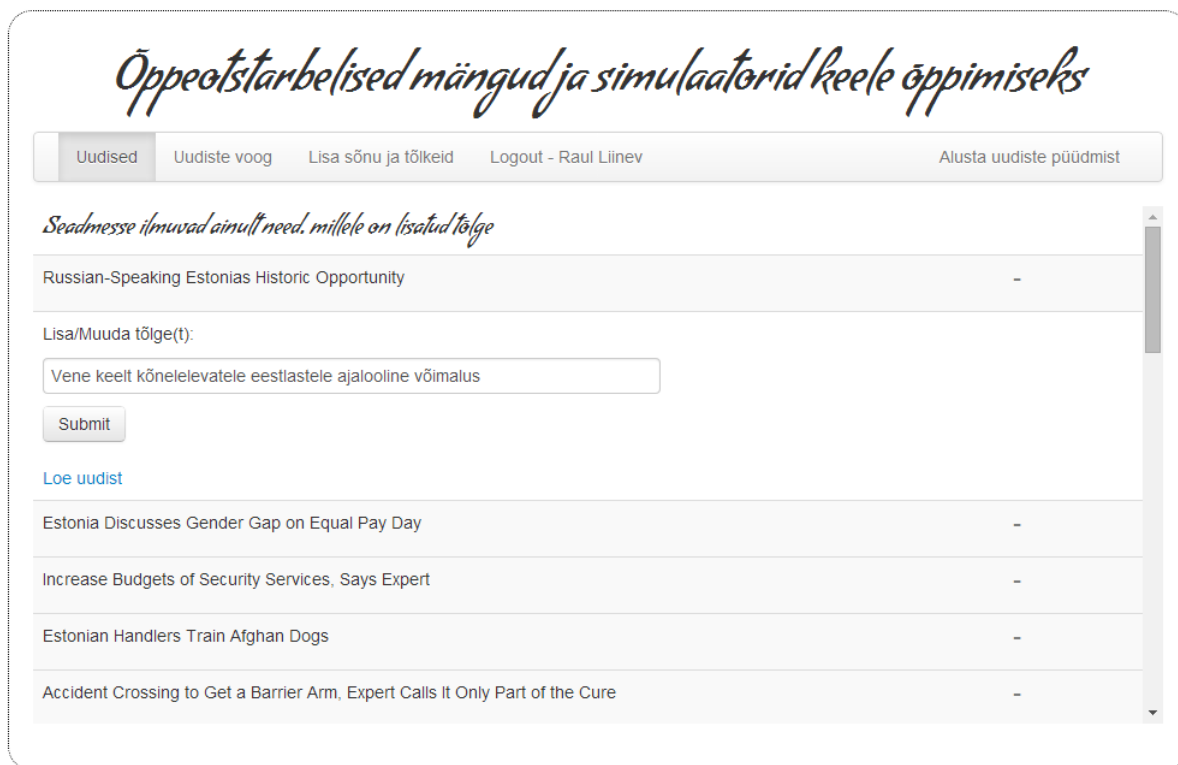 Õppeotstarbelised mängud ja simulaatorid keele õppimiseks
Uudised Uudiste voog Lisa sõnu ja tõlkeid Logout - Raul Liinev Alusta uudiste püüdmist
Seadmesse ilmuvad ainult need, millele on lisatud tõlge
Russian-Speaking Estonias Historic Opportunity -
Lisa/Muuda tõlge(t):
Vene keelt kõnelelevatele eestlastele ajalooline võimalus
Submit
Loe uudist
Estonia Discusses Gender Gap on Equal Pay Day -
Increase Budgets of Security Services, Says Expert -
Estonian Handlers Train Afghan Dogs -
Accident Crossing to Get a Barrier Arm, Expert Calls It Only Part of the Cure -